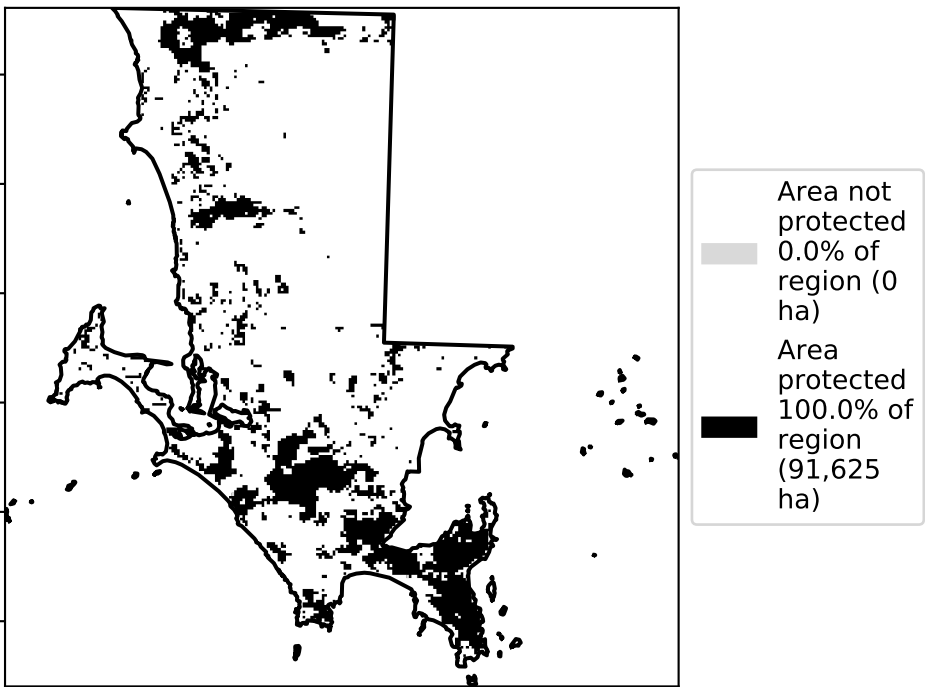 Area not
protected
0.0% of
region (0
ha)
Area
protected
100.0% of
region
(91,625
ha)